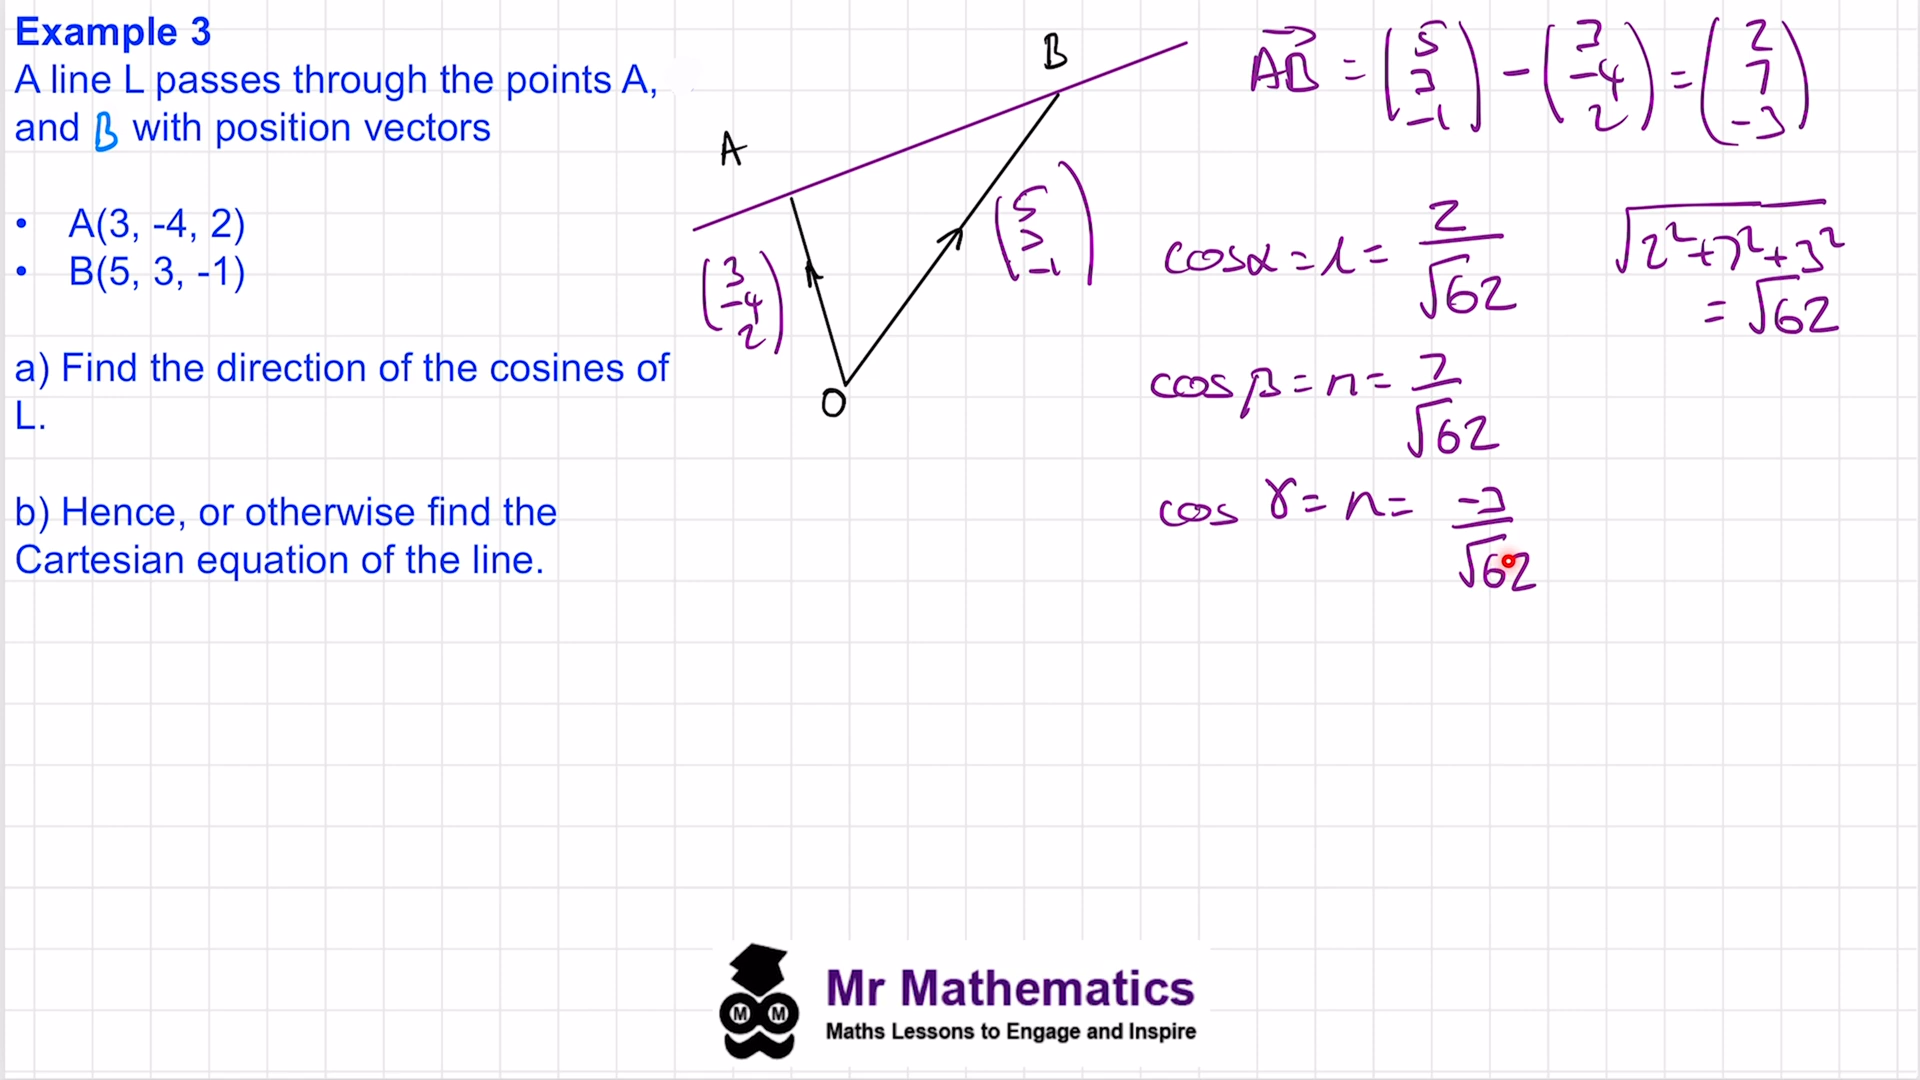 Example 3
A line L passes through the points A,
and B with position vectors
• A(3, -4, 2)
• B(5, 3, -1)
a) Find the direction of the cosines of
L.
b) Hence, or otherwise find the
Cartesian equation of the line.
A
B
O
(3 -4 2)
(5 3 -1)
AB = (5 3 -1) - (3 -4 2) = (2 7 -3)
cosα = l = 2/√62
√2²+7²+3²
= √62
cos β = n = 7/√62
cos γ = n = -3/√62
M M
Mr Mathematics
Maths Lessons to Engage and Inspire